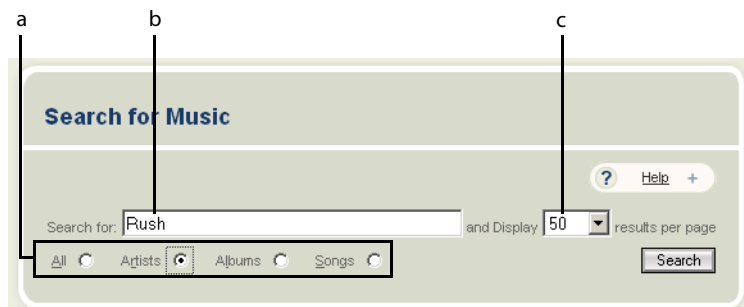 a b c
Search for Music
? Help +
Search for: Rush and Display 50 results per page
All Artists Albums Songs Search